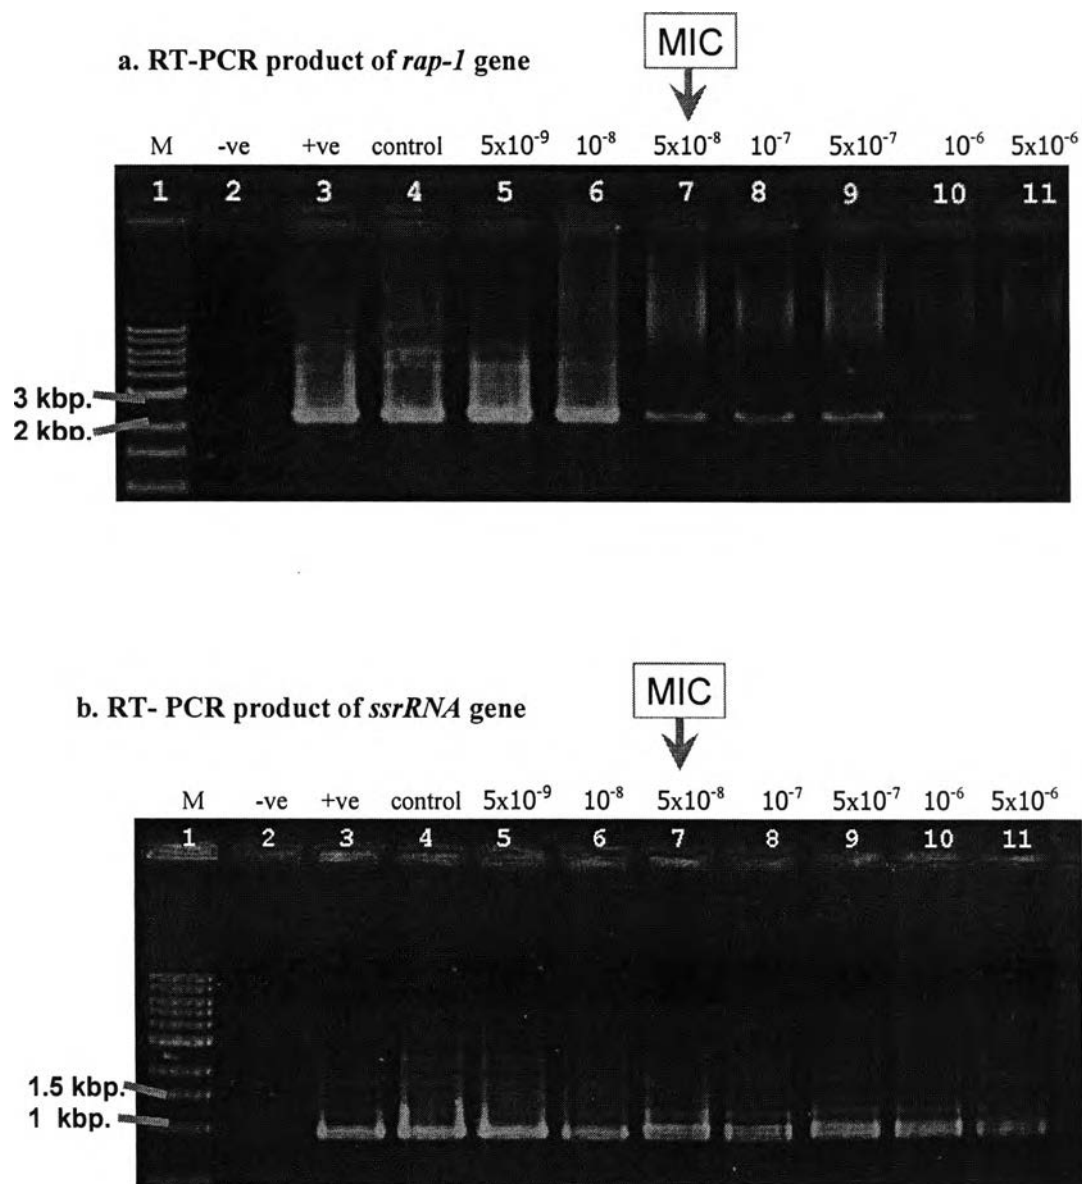 a. RT-PCR product of rap-1 gene
MIC
M -ve +ve control 5x10⁻⁹ 10⁻⁸ 5x10⁻⁸ 10⁻⁷ 5x10⁻⁷ 10⁻⁶ 5x10⁻⁶
1 2 3 4 5 6 7 8 9 10 11
3 kbp.
2 kbp.
b. RT- PCR product of ssrRNA gene
MIC
M -ve +ve control 5x10⁻⁹ 10⁻⁸ 5x10⁻⁸ 10⁻⁷ 5x10⁻⁷ 10⁻⁶ 5x10⁻⁶
1 2 3 4 5 6 7 8 9 10 11
1.5 kbp.
1 kbp.